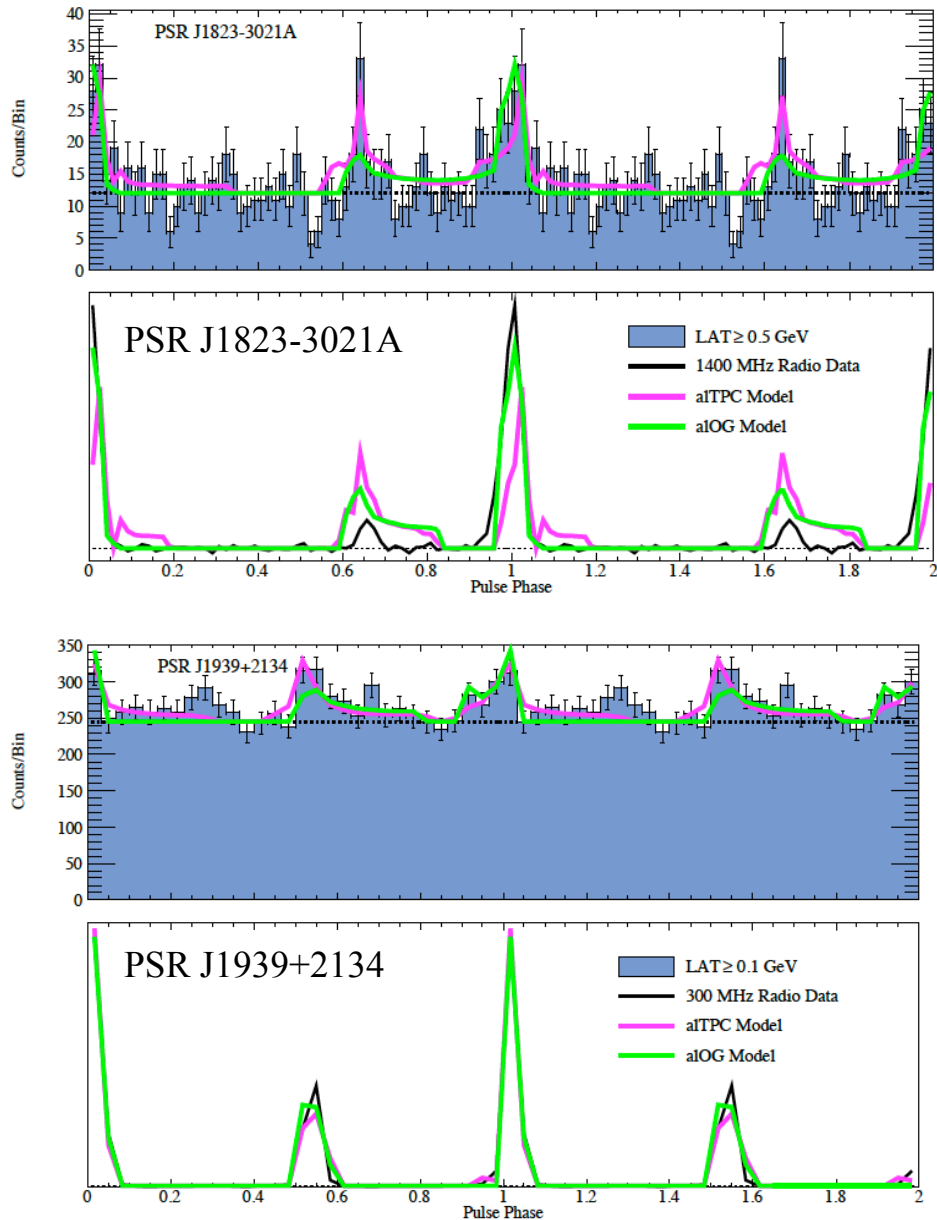 40
35
30
25
20
15
10
5
0
Counts/Bin
PSR J1823-3021A
PSR J1823-3021A
LAT ≥ 0.5 GeV
1400 MHz Radio Data
alTPC Model
alOG Model
0 0.2 0.4 0.6 0.8 1 1.2 1.4 1.6 1.8 2
Pulse Phase
350
300
250
200
150
100
50
0
Counts/Bin
PSR J1939+2134
PSR J1939+2134
LAT ≥ 0.1 GeV
300 MHz Radio Data
alTPC Model
alOG Model
0 0.2 0.4 0.6 0.8 1 1.2 1.4 1.6 1.8 2
Pulse Phase